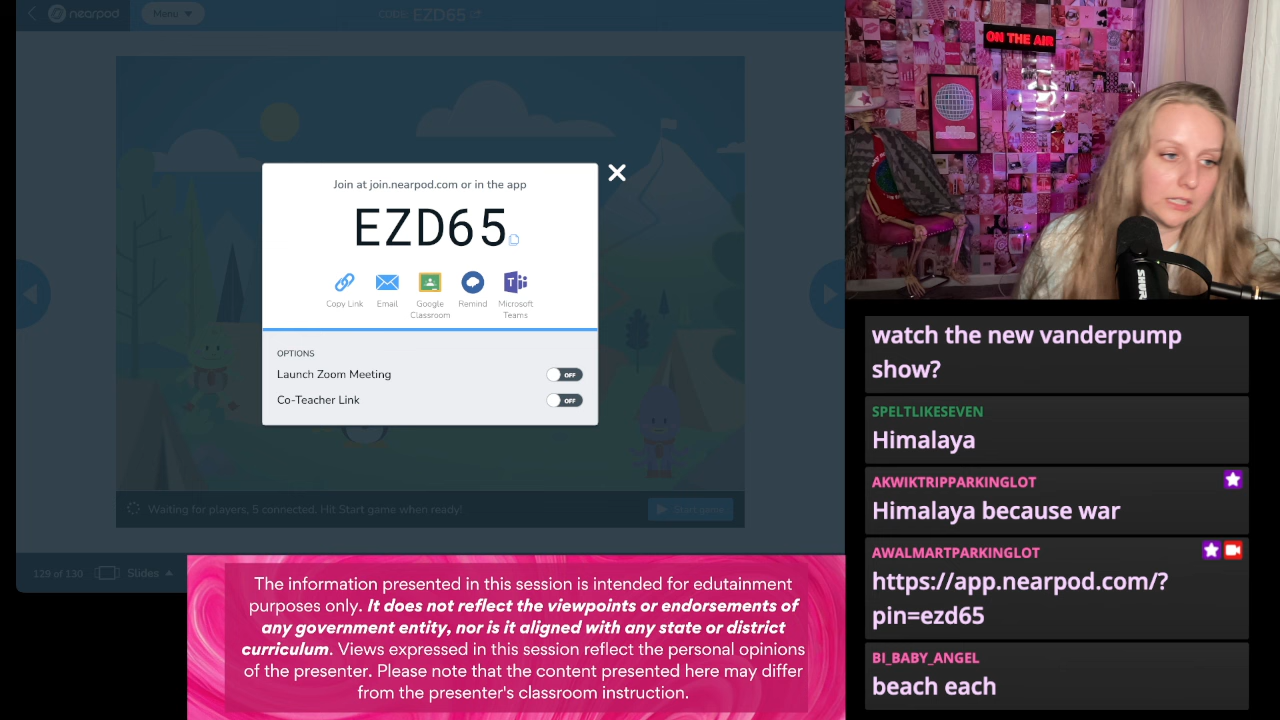 nearpod
Menu
CODE: EZD65
ON THE AIR
Join at join.nearpod.com or in the app
EZD65
Copy Link
Email
Google
Classroom
Remind
Microsoft
Teams
OPTIONS
Launch Zoom Meeting
OFF
Co-Teacher Link
OFF
Waiting for players, 5 connected. Hit Start game when ready!
Start game
129 of 130
Slides
The information presented in this session is intended for edutainment
purposes only. It does not reflect the viewpoints or endorsements of
any government entity, nor is it aligned with any state or district
curriculum. Views expressed in this session reflect the personal opinions
of the presenter. Please note that the content presented here may differ
from the presenter's classroom instruction.
SHURE
watch the new vanderpump
show?
SPELTLIKESEVEN
Himalaya
AKWIKTRIPPARKINGLOT
Himalaya because war
AWALMARTPARKINGLOT
https://app.nearpod.com/?
pin=ezd65
BI_BABY_ANGEL
beach each